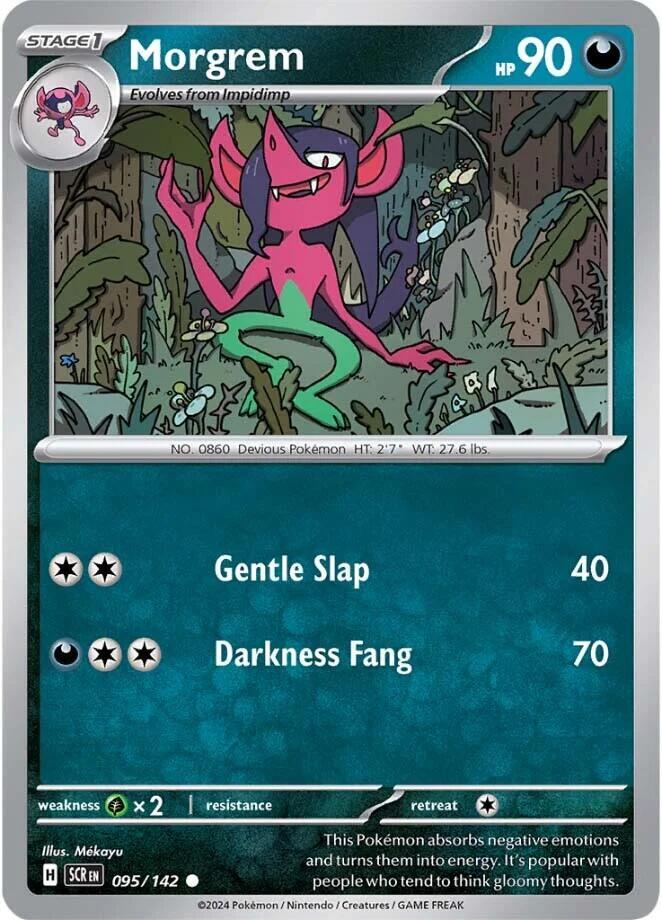 STAGE 1
Morgrem
HP 90
Evolves from Impidimp
NO. 0860 Devious Pokémon HT: 2'7" WT: 27.6 lbs.
Gentle Slap 40
Darkness Fang 70
weakness ×2 resistance retreat
Illus. Mékayu
This Pokémon absorbs negative emotions
and turns them into energy. It's popular with
people who tend to think gloomy thoughts.
H SCR EN 095/142
©2024 Pokémon / Nintendo / Creatures / GAME FREAK